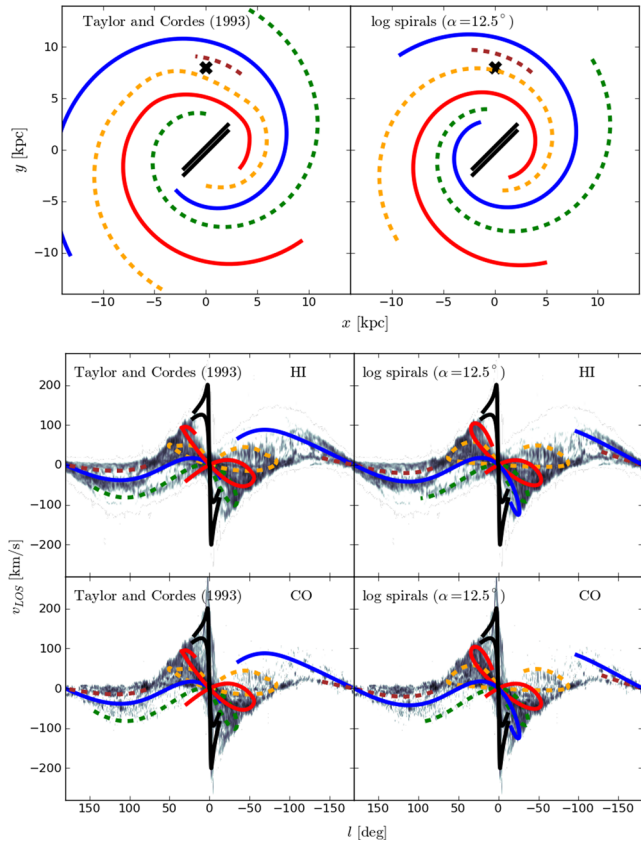 Taylor and Cordes (1993)
log spirals (α=12.5°)
10
5
0
−5
−10
y [kpc]
−10
−5
0
5
10
−10
−5
0
5
10
x [kpc]
Taylor and Cordes (1993)
HI
log spirals (α=12.5°)
HI
200
100
0
−100
−200
Taylor and Cordes (1993)
CO
log spirals (α=12.5°)
CO
200
100
0
−100
−200
v_LOS [km/s]
150
100
50
0
−50
−100
−150
150
100
50
0
−50
−100
−150
l [deg]